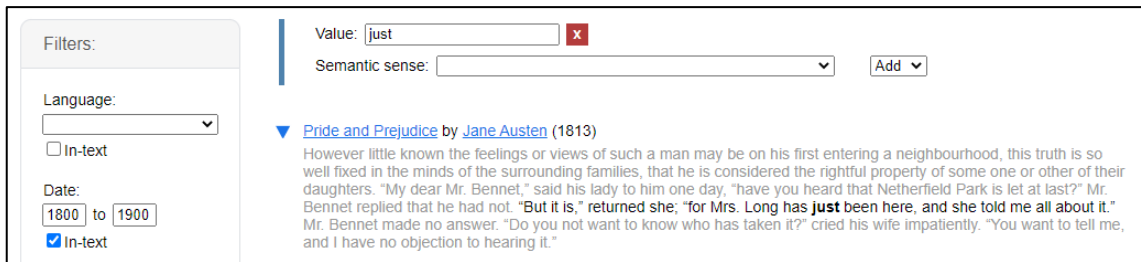 Filters:
Language:
In-text
Date:
1800 to 1900
In-text
Value: just x
Semantic sense: Add
Pride and Prejudice by Jane Austen (1813)
However little known the feelings or views of such a man may be on his first entering a neighbourhood, this truth is so
well fixed in the minds of the surrounding families, that he is considered the rightful property of some one or other of their
daughters. “My dear Mr. Bennet,” said his lady to him one day, “have you heard that Netherfield Park is let at last?” Mr.
Bennet replied that he had not. “But it is,” returned she; “for Mrs. Long has just been here, and she told me all about it.”
Mr. Bennet made no answer. “Do you not want to know who has taken it?” cried his wife impatiently. “You want to tell me,
and I have no objection to hearing it.”